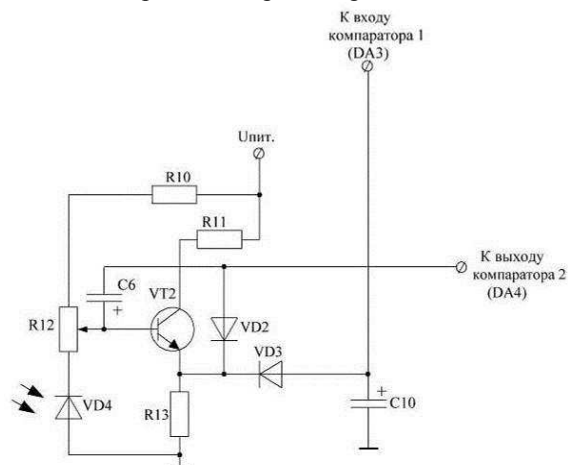 К входу
компаратора 1
(DA3)
Uпит.
R10
R11
К выходу
компаратора 2
(DA4)
C6
+
VT2
R12
VD2
VD3
VD4
R13
+
C10